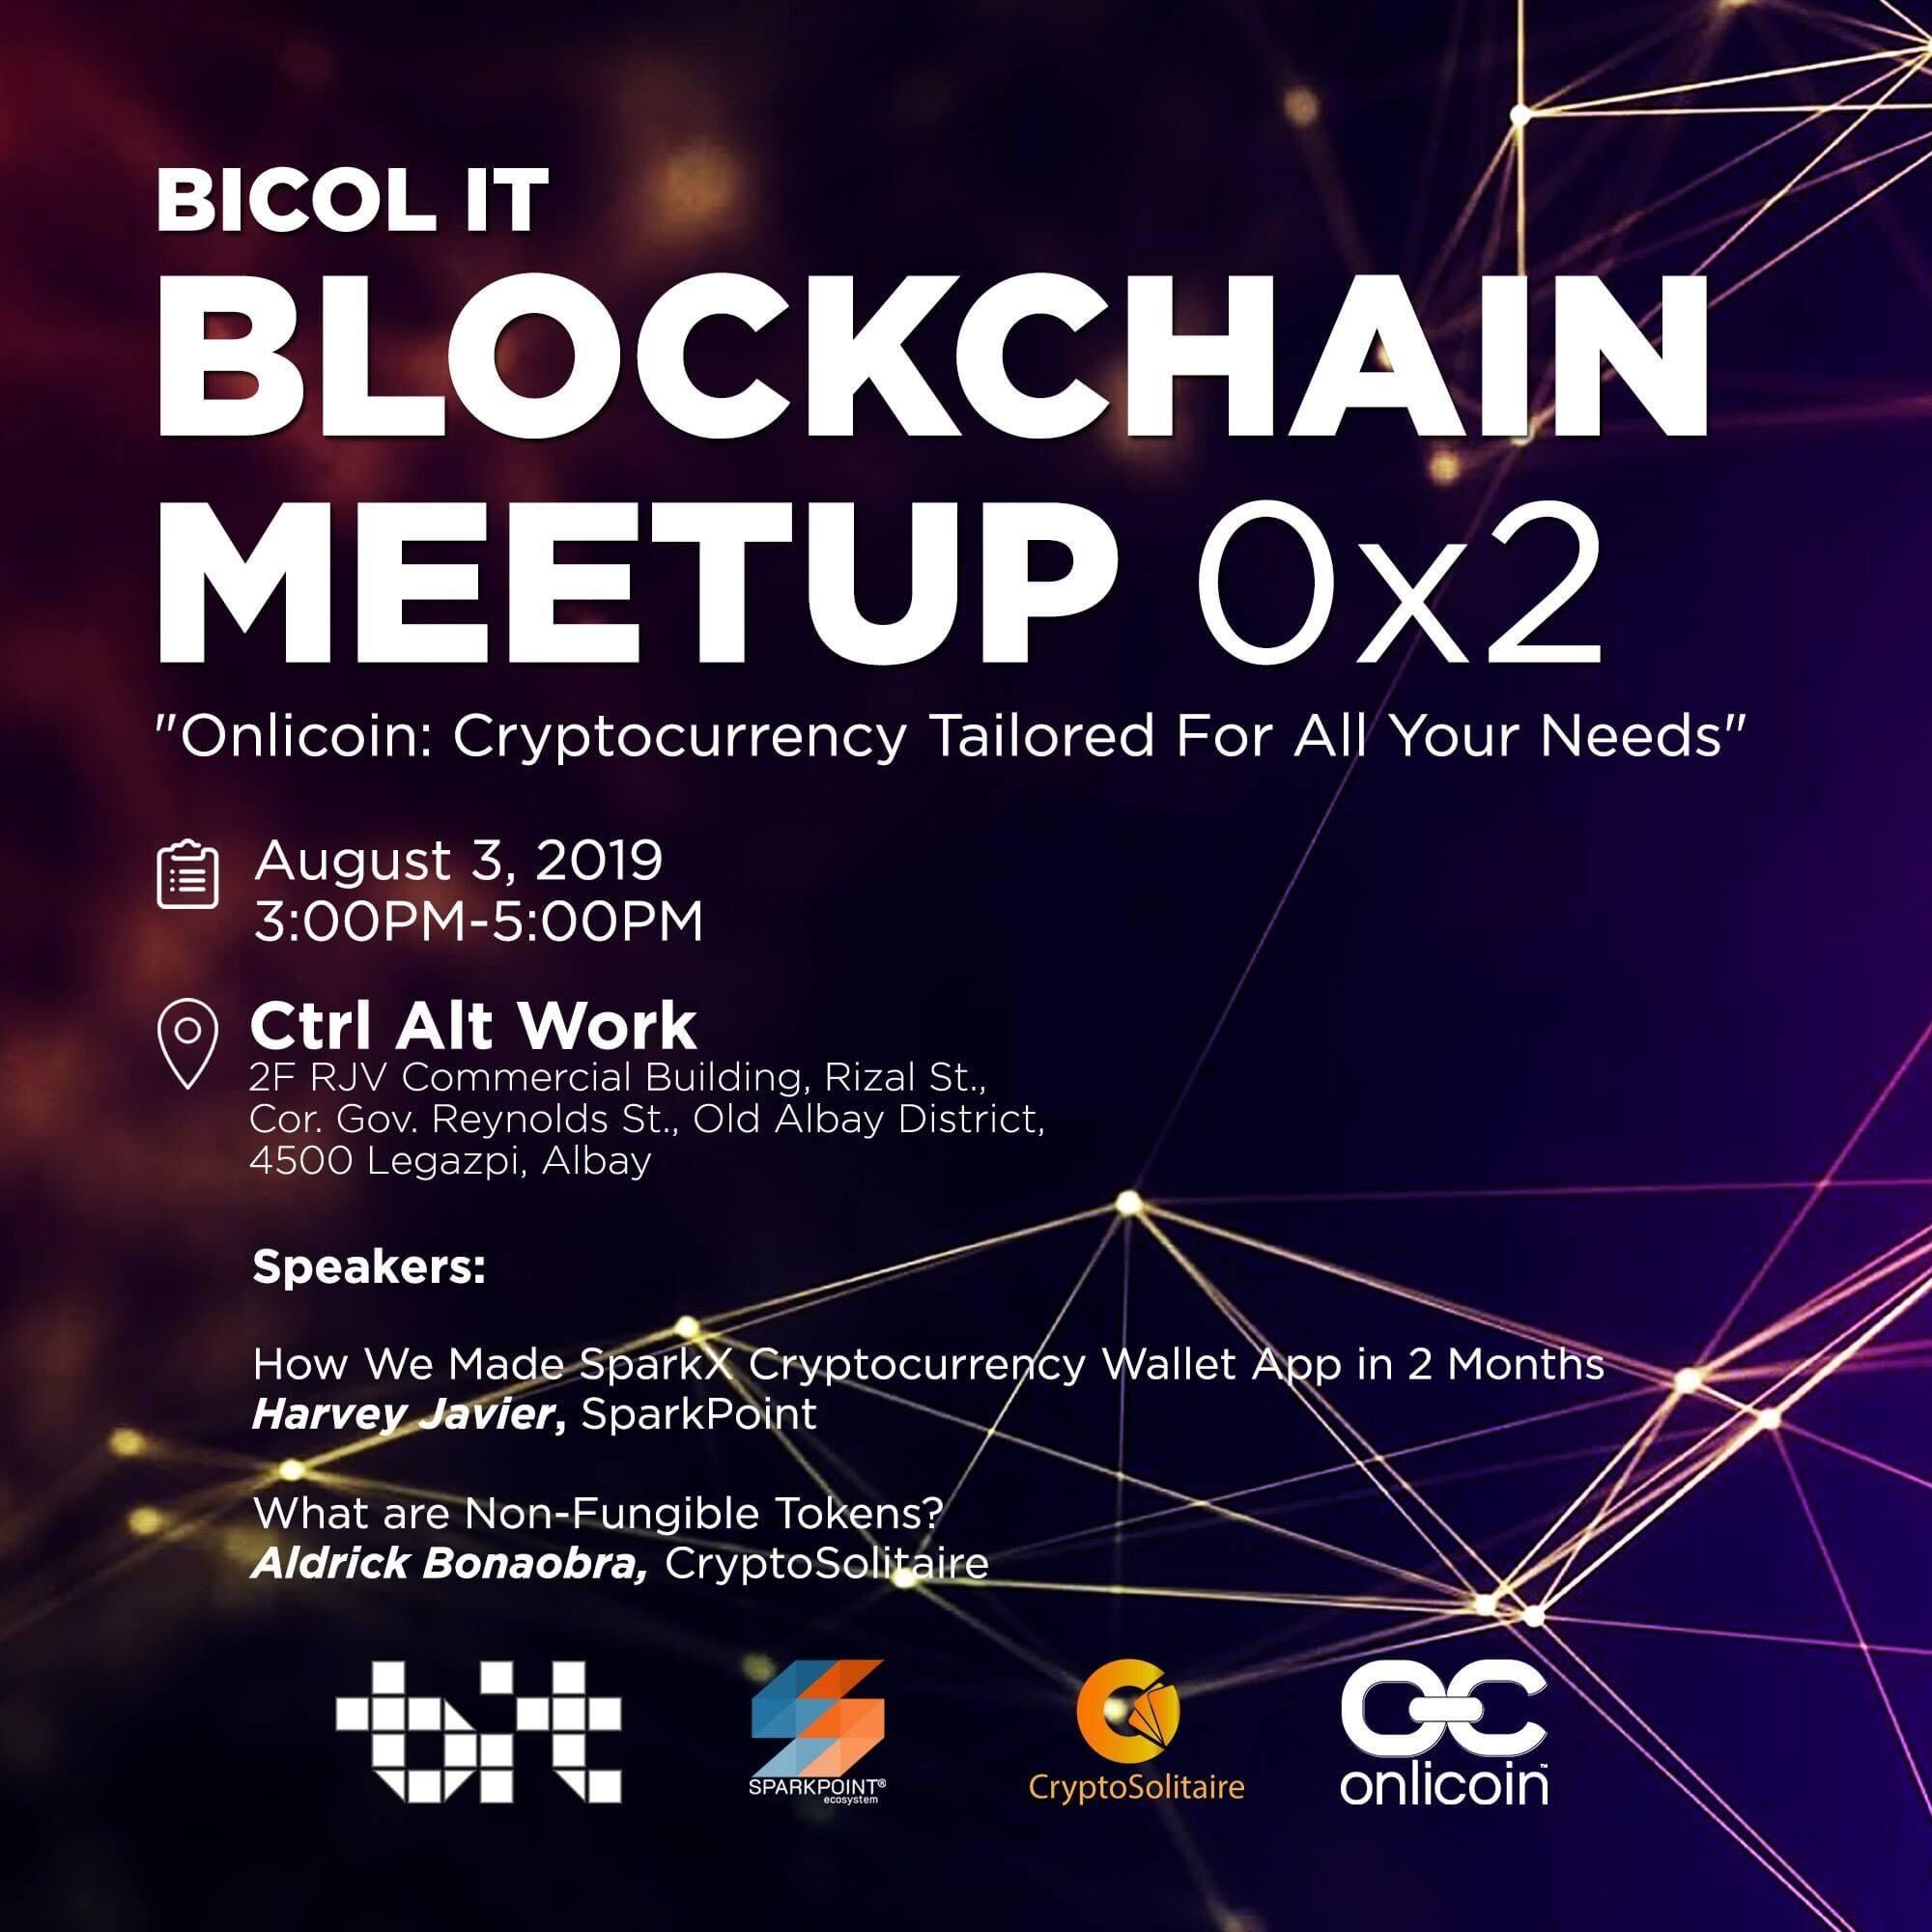 BICOL IT
BLOCKCHAIN
MEETUP 0x2
"Onlicoin: Cryptocurrency Tailored For All Your Needs"
August 3, 2019
3:00PM-5:00PM
Ctrl Alt Work
2F RJV Commercial Building, Rizal St.,
Cor. Gov. Reynolds St., Old Albay District,
4500 Legazpi, Albay
Speakers:
How We Made SparkX Cryptocurrency Wallet App in 2 Months
Harvey Javier, SparkPoint
What are Non-Fungible Tokens?
Aldrick Bonaobra, CryptoSolitaire
bit
SPARKPOINT®
ecosystem
CryptoSolitaire
OC
onlicoin™